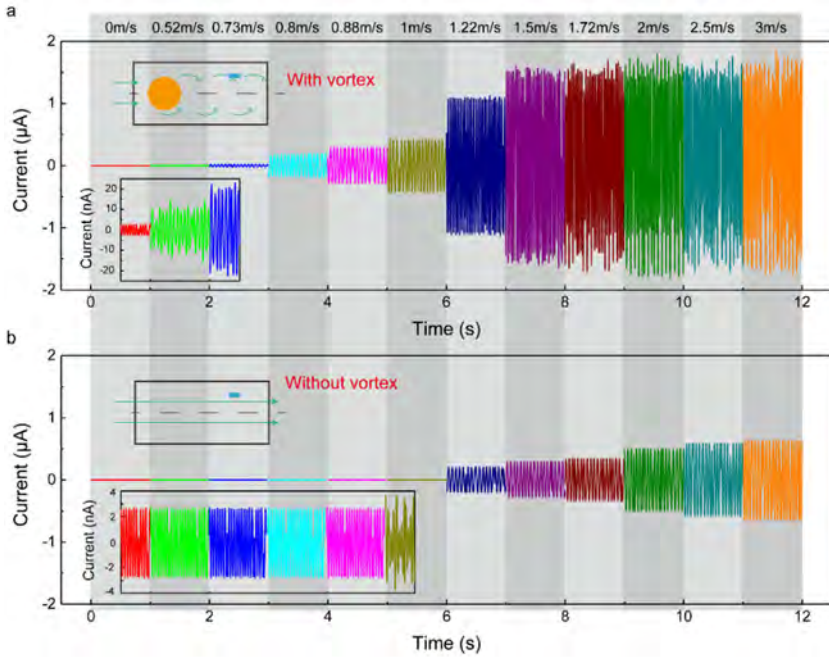 a
0m/s 0.52m/s 0.73m/s 0.8m/s 0.88m/s 1m/s 1.22m/s 1.5m/s 1.72m/s 2m/s 2.5m/s 3m/s
2
1
0
-1
-2
Current (μA)
With vortex
Current (nA)
20
10
0
-10
-20
0 2 4 6 8 10 12
Time (s)
b
2
1
0
-1
-2
Current (μA)
Without vortex
Current (nA)
4
2
0
-2
-4
0 2 4 6 8 10 12
Time (s)